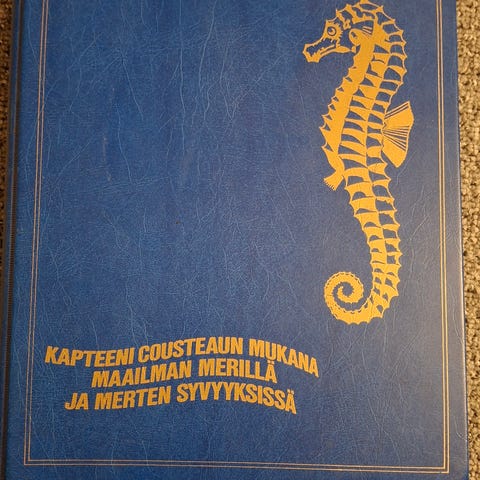 KAPTEENI COUSTEAUN MUKANA
MAAILMAN MERILLÄ
JA MERTEN SYVYYKSISSÄ